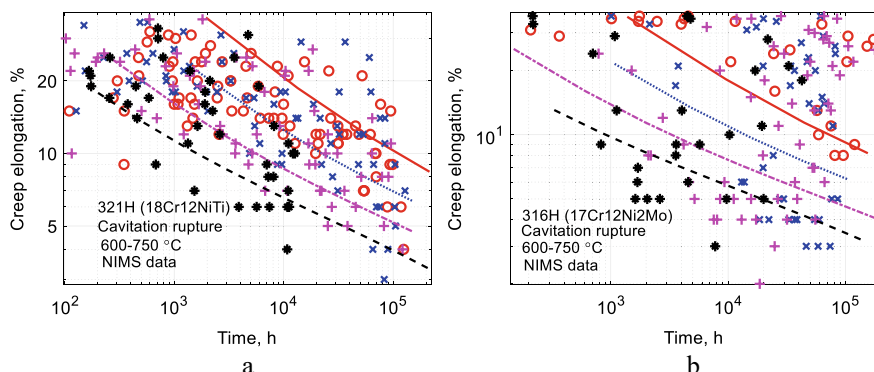 Creep elongation, %
20
10
5
321H (18Cr12NiTi)
Cavitation rupture
600-750 °C
NIMS data
10² 10³ 10⁴ 10⁵
Time, h
a
Creep elongation, %
10¹
316H (17Cr12Ni2Mo)
Cavitation rupture
600-750 °C
NIMS data
10³ 10⁴ 10⁵
Time, h
b